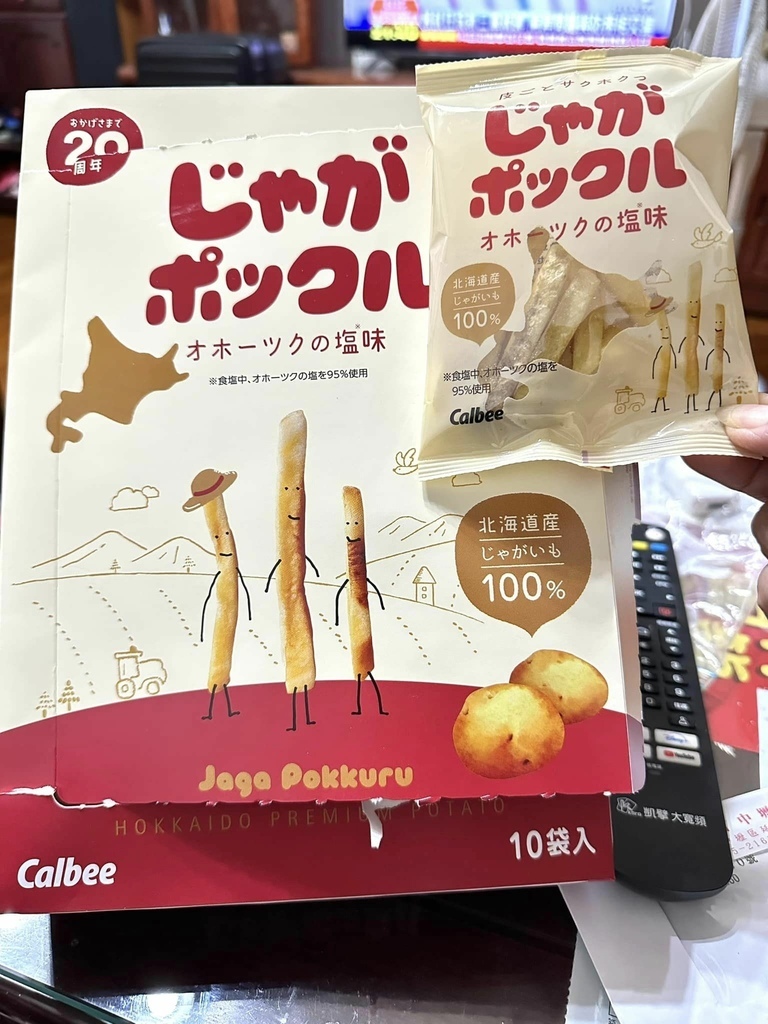 おかげさまで
20
周年
じゃが
ポックル
オホーツクの塩※味
※食塩中、オホーツクの塩を95%使用
北海道産
じゃがいも
100%
Jaga Pokkuru
HOKKAIDO PREMIUM POTATO
Calbee
10袋入
皮ごとサクホクっ
じゃが
ポックル
オホーツクの塩※味
北海道産
じゃがいも
100%
※食塩中、オホーツクの塩を
95%使用
Calbee
Disney+
YouTube
凱擘大寬頻